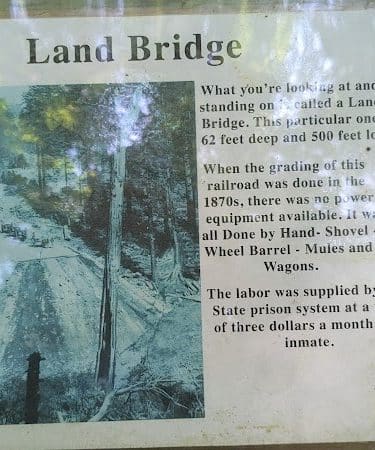 Land Bridge
What you're looking at and
standing on is called a Land
Bridge. This particular one
62 feet deep and 500 feet lo
When the grading of this
railroad was done in the
1870s, there was no power
equipment available. It wa
all Done by Hand- Shovel -
Wheel Barrel - Mules and
Wagons.
The labor was supplied by
State prison system at a
of three dollars a month
inmate.